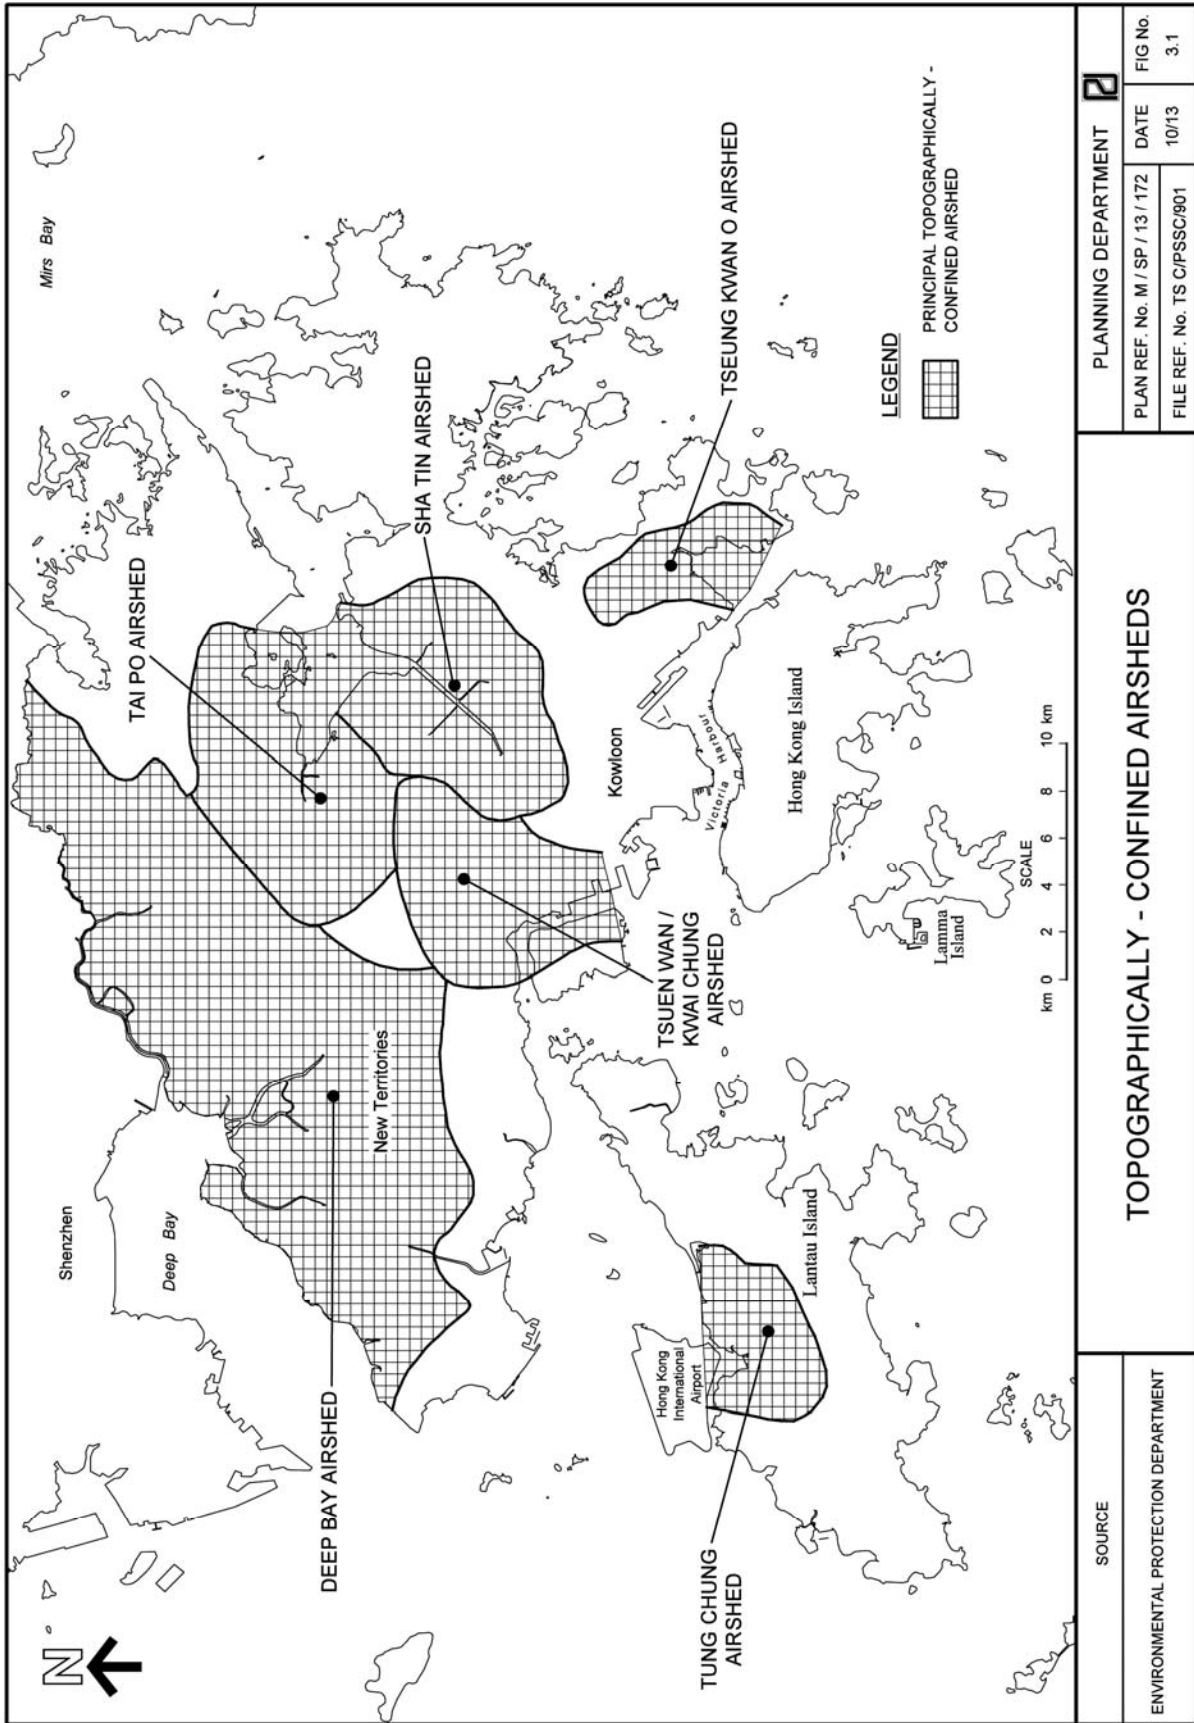 N
Mirs Bay
Shenzhen
Deep Bay
TAI PO AIRSHED
SHA TIN AIRSHED
DEEP BAY AIRSHED
New Territories
TSEUNG KWAN O AIRSHED
Kowloon
TSUEN WAN /
KWAI CHUNG
AIRSHED
Victoria Harbour
Hong Kong
International
Airport
Hong Kong Island
TUNG CHUNG
AIRSHED
Lantau Island
Lamma
Island
LEGEND
PRINCIPAL TOPOGRAPHICALLY -
CONFINED AIRSHED
SCALE
km 0 2 4 6 8 10 km
SOURCE
ENVIRONMENTAL PROTECTION DEPARTMENT
TOPOGRAPHICALLY - CONFINED AIRSHEDS
PLANNING DEPARTMENT
PLAN REF. No. M / SP / 13 / 172
DATE
10/13
FIG No.
3.1
FILE REF. No. TS C/PSSC/901